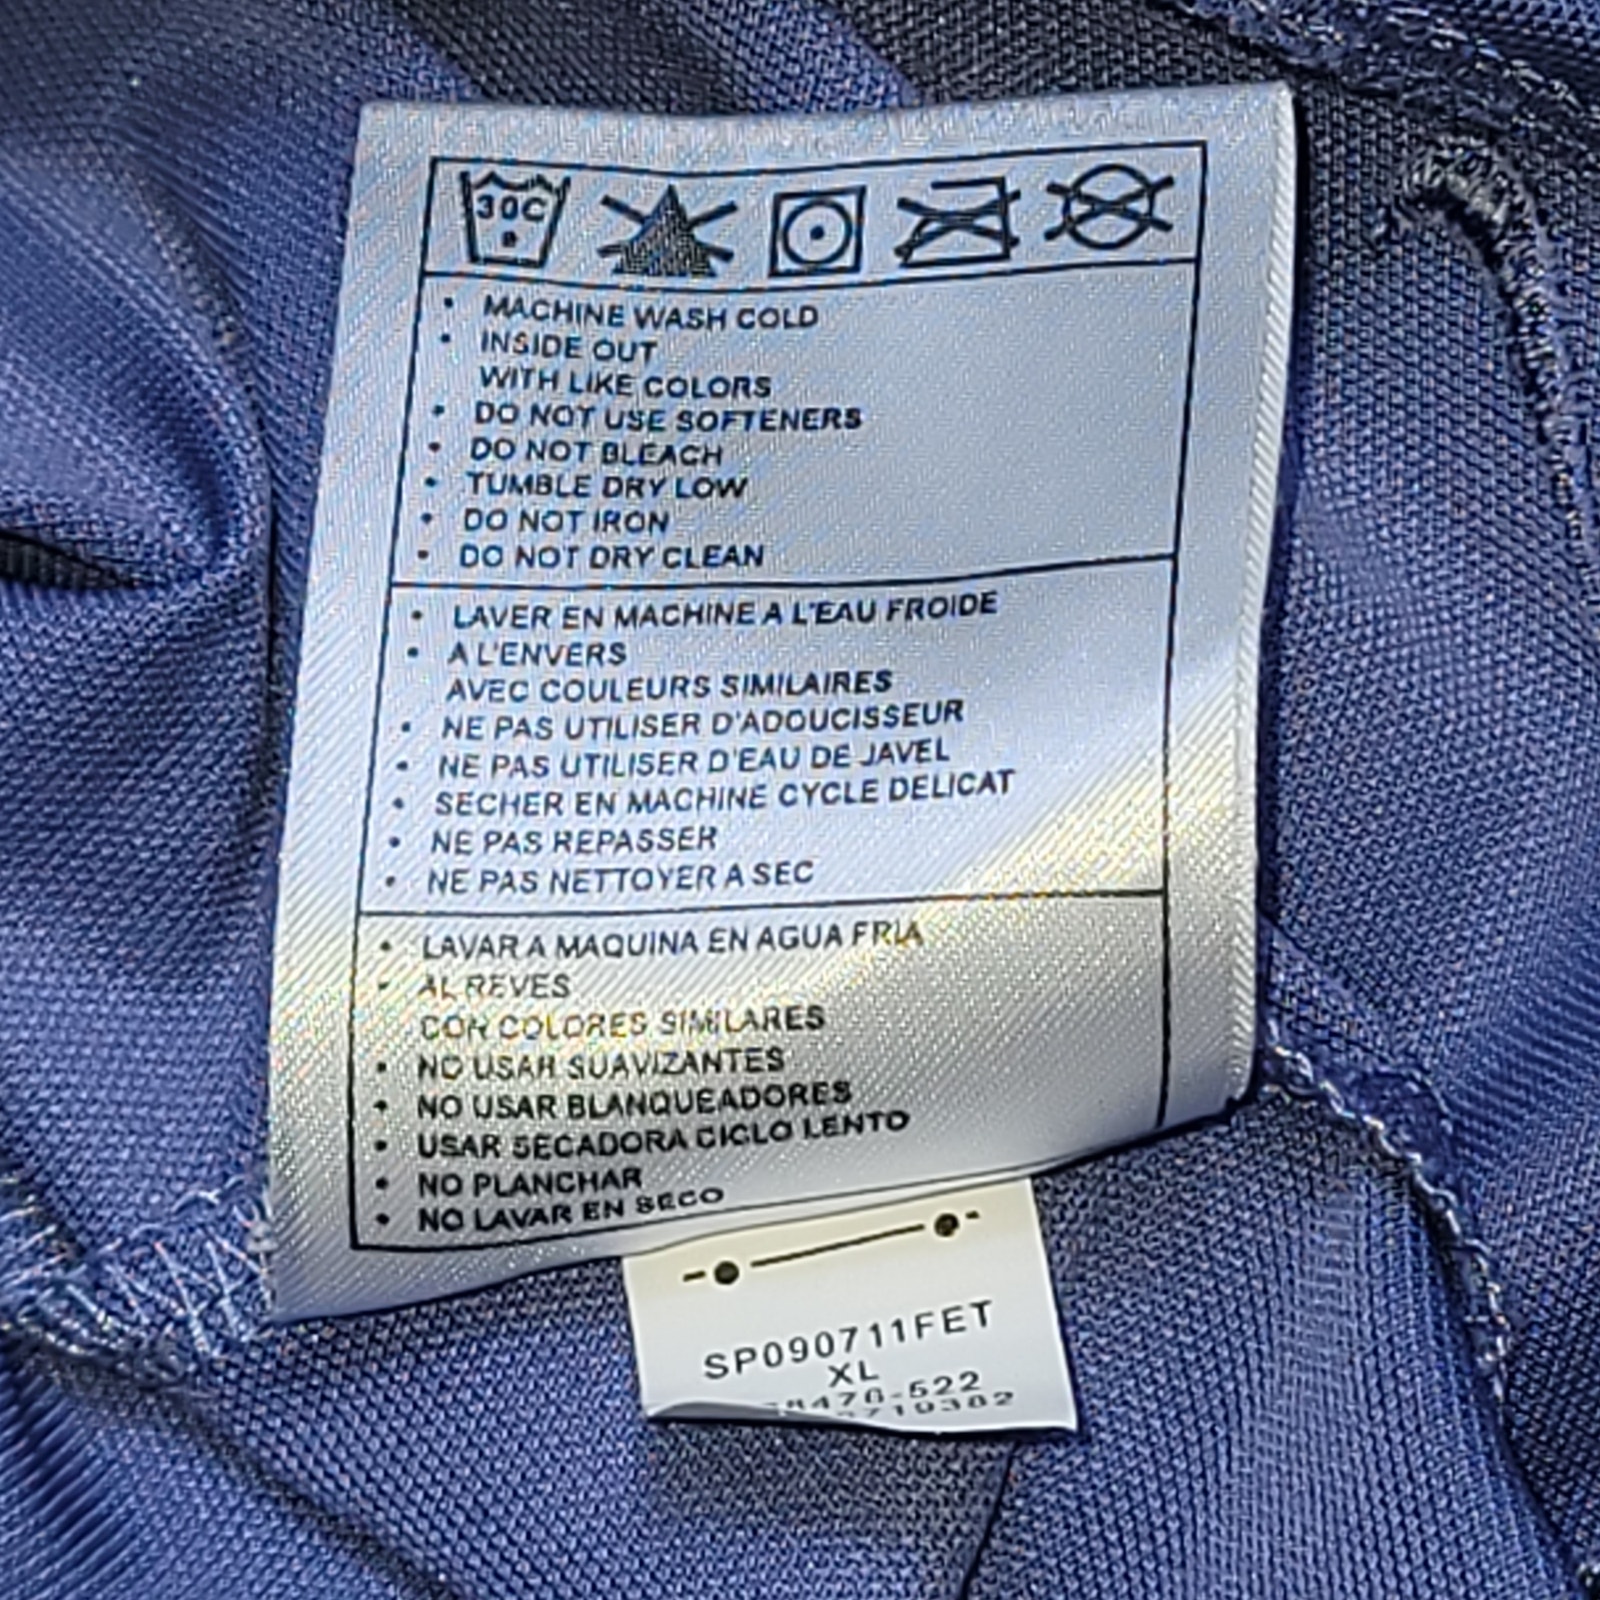 30C
• MACHINE WASH COLD
• INSIDE OUT
WITH LIKE COLORS
• DO NOT USE SOFTENERS
• DO NOT BLEACH
• TUMBLE DRY LOW
• DO NOT IRON
• DO NOT DRY CLEAN
• LAVER EN MACHINE A L'EAU FROIDE
• A L'ENVERS
AVEC COULEURS SIMILAIRES
• NE PAS UTILISER D'ADOUCISSEUR
• NE PAS UTILISER D'EAU DE JAVEL
• SECHER EN MACHINE CYCLE DELICAT
• NE PAS REPASSER
• NE PAS NETTOYER A SEC
• LAVAR A MAQUINA EN AGUA FRIA
• AL REVES
CON COLORES SIMILARES
• NO USAR SUAVIZANTES
• NO USAR BLANQUEADORES
• USAR SECADORA CICLO LENTO
• NO PLANCHAR
• NO LAVAR EN SECO
SP090711FET
XL